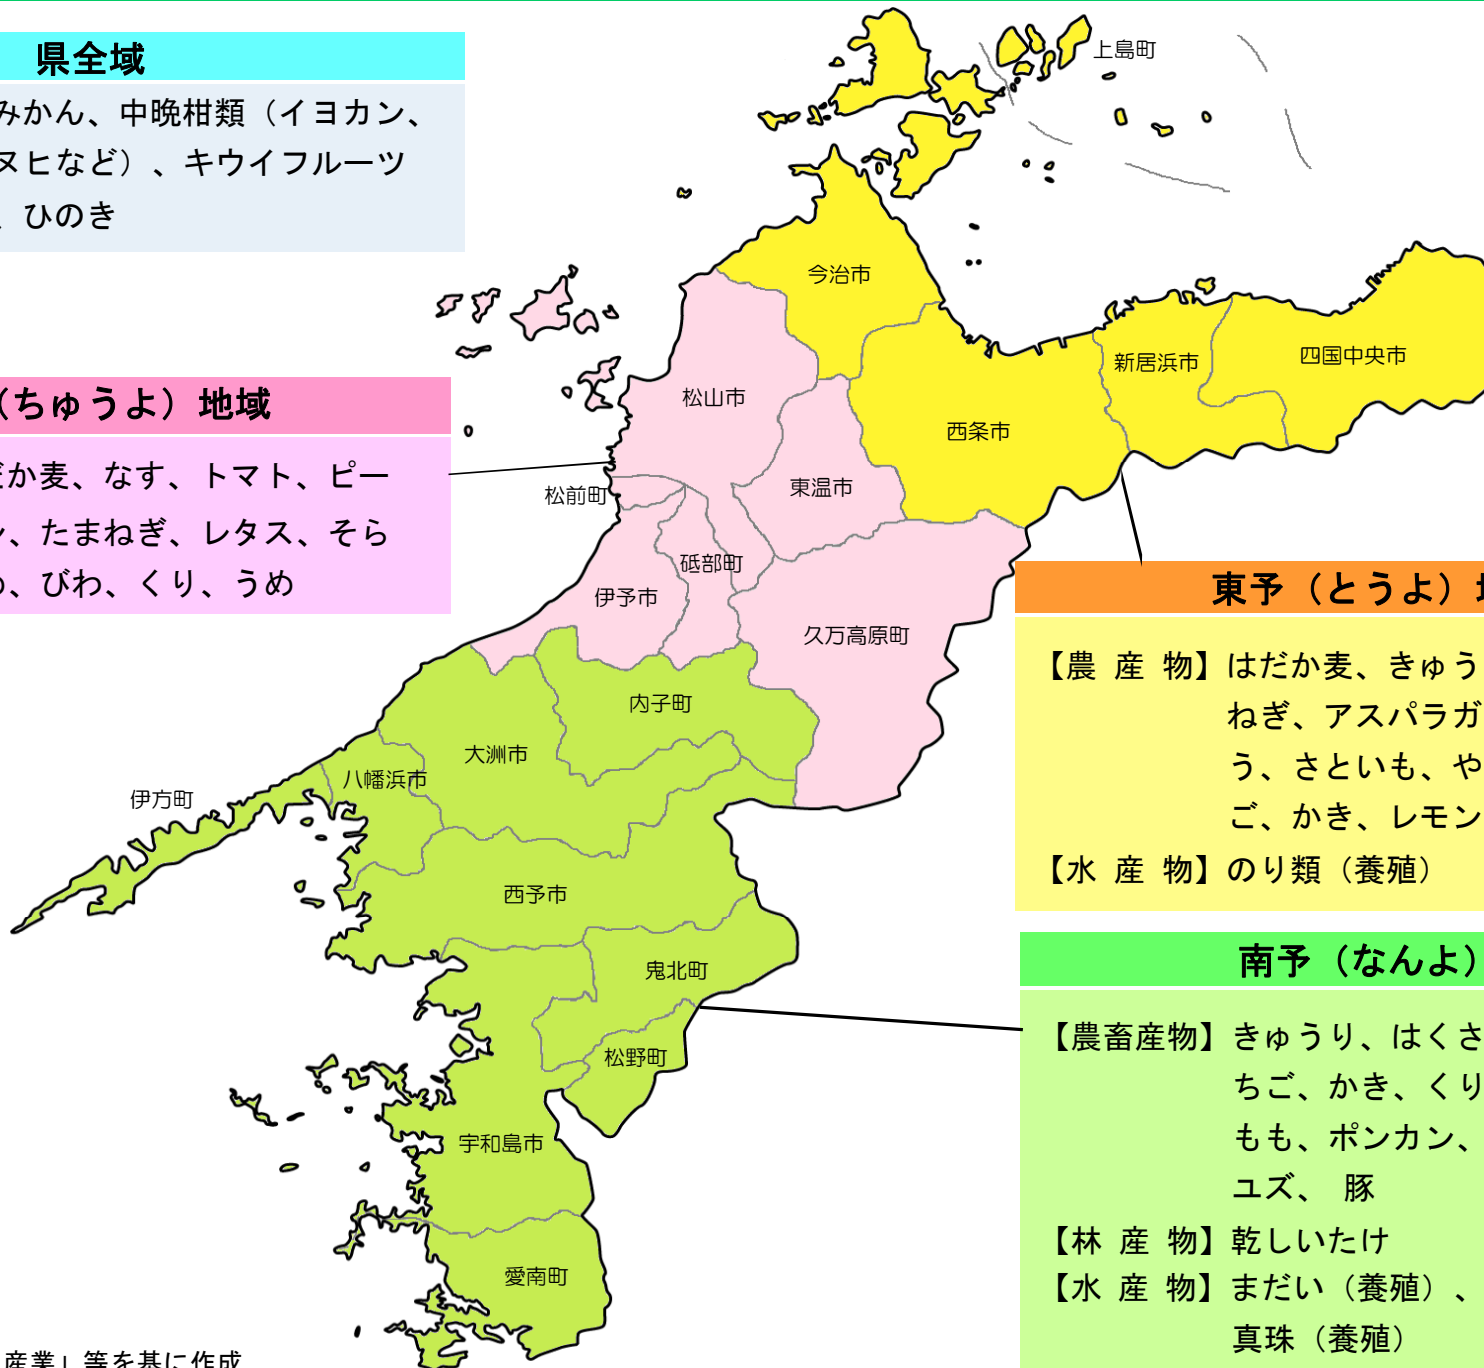 県全域
みかん、中晩柑類（イヨカン、
ヌヒなど）、キウイフルーツ
、ひのき
（ちゅうよ）地域
だか麦、なす、トマト、ピー
ン、たまねぎ、レタス、そら
め、びわ、くり、うめ
上島町
今治市
新居浜市
四国中央市
松山市
西条市
東温市
松前町
砥部町
伊予市
久万高原町
内子町
大洲市
八幡浜市
伊方町
西予市
鬼北町
松野町
宇和島市
愛南町
東予（とうよ）
【農 産 物】はだか麦、きゅう
ねぎ、アスパラガ
う、さといも、や
ご、かき、レモン
【水 産 物】のり類（養殖）
南予（なんよ）
【農畜産物】きゅうり、はくさ
ちご、かき、くり
もも、ポンカン、
ユズ、 豚
【林 産 物】乾しいたけ
【水 産 物】まだい（養殖）、
真珠（養殖）
産業」等を基に作成